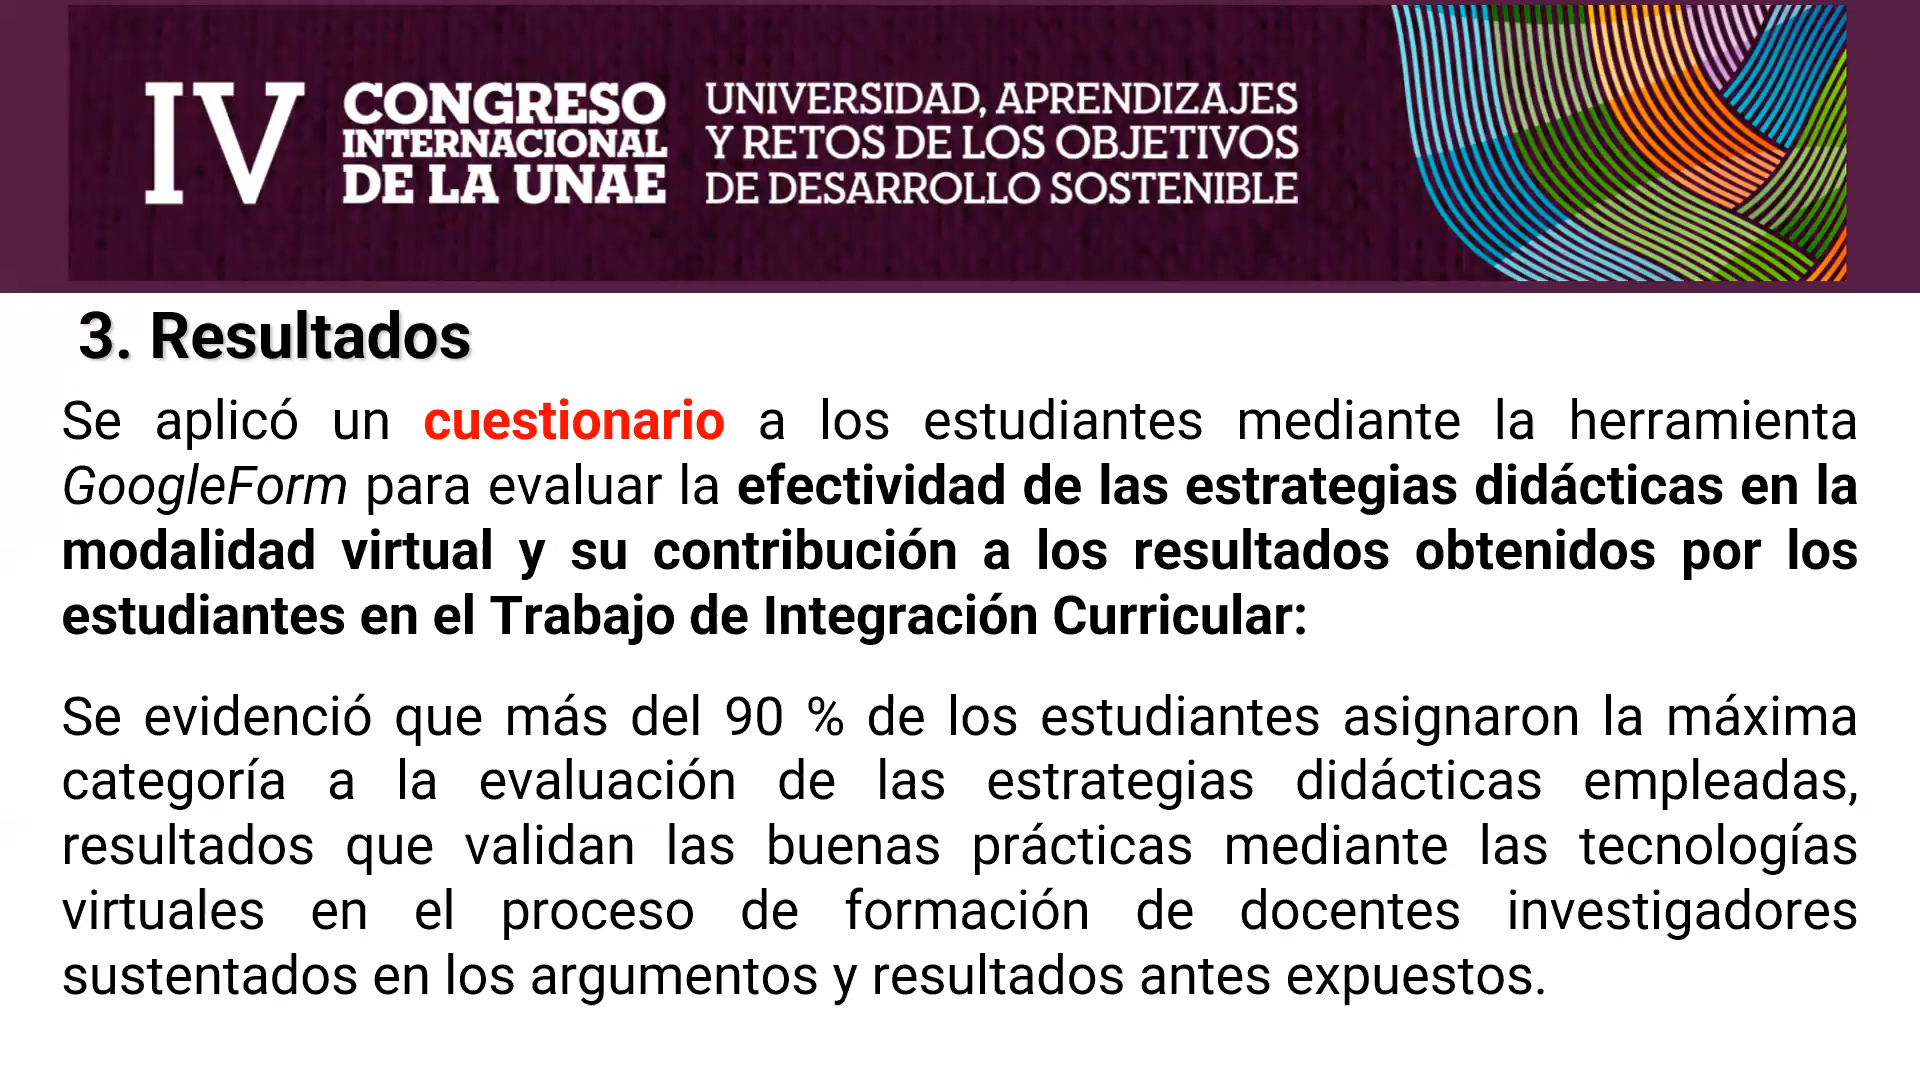 IV CONGRESO
INTERNACIONAL
DE LA UNAE
UNIVERSIDAD, APRENDIZAJES
Y RETOS DE LOS OBJETIVOS
DE DESARROLLO SOSTENIBLE
3. Resultados
Se aplicó un cuestionario a los estudiantes mediante la herramienta
GoogleForm para evaluar la efectividad de las estrategias didácticas en la
modalidad virtual y su contribución a los resultados obtenidos por los
estudiantes en el Trabajo de Integración Curricular:
Se evidenció que más del 90 % de los estudiantes asignaron la máxima
categoría a la evaluación de las estrategias didácticas empleadas,
resultados que validan las buenas prácticas mediante las tecnologías
virtuales en el proceso de formación de docentes investigadores
sustentados en los argumentos y resultados antes expuestos.